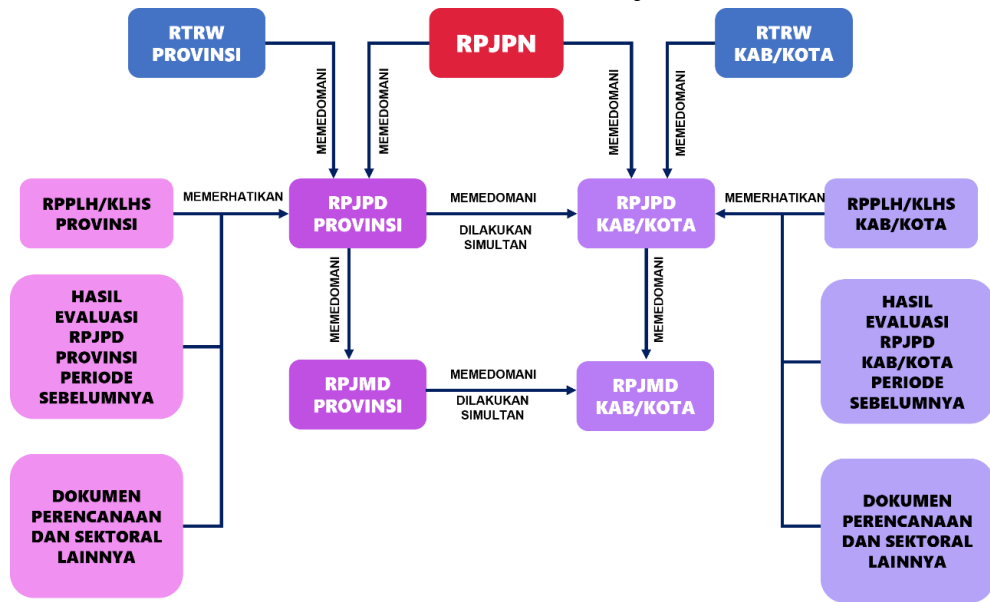 RTRW
PROVINSI
RPJPN
RTRW
KAB/KOTA
MEMEDOMANI
MEMEDOMANI
MEMEDOMANI
MEMEDOMANI
RPPLH/KLHS
PROVINSI
MEMERHATIKAN
RPJPD
PROVINSI
MEMEDOMANI
DILAKUKAN
SIMULTAN
RPJPD
KAB/KOTA
MEMERHATIKAN
RPPLH/KLHS
KAB/KOTA
HASIL
EVALUASI
RPJPD
PROVINSI
PERIODE
SEBELUMNYA
MEMEDOMANI
MEMEDOMANI
HASIL
EVALUASI
RPJPD
KAB/KOTA
PERIODE
SEBELUMNYA
RPJMD
PROVINSI
MEMEDOMANI
DILAKUKAN
SIMULTAN
RPJMD
KAB/KOTA
DOKUMEN
PERENCANAAN
DAN SEKTORAL
LAINNYA
DOKUMEN
PERENCANAAN
DAN SEKTORAL
LAINNYA